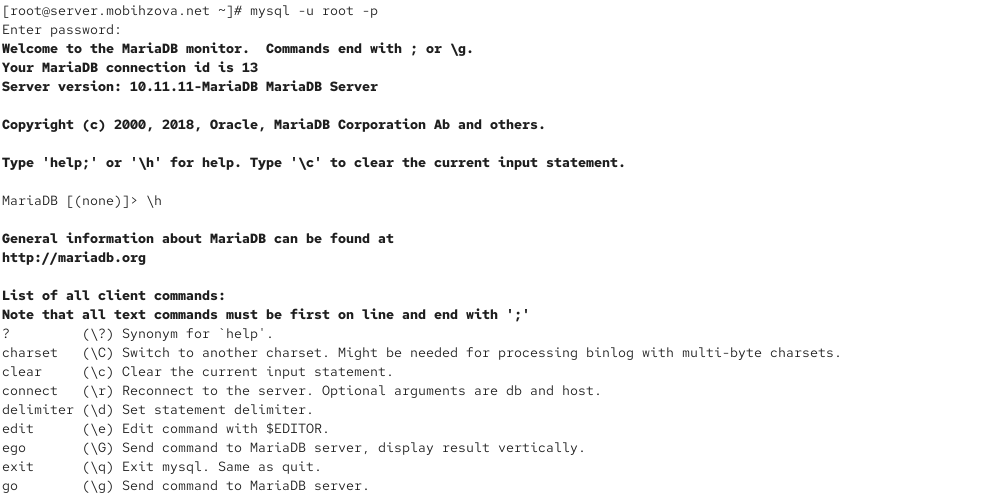 [root@server.mobihzova.net ~]# mysql -u root -p
Enter password:
Welcome to the MariaDB monitor.  Commands end with ; or \g.
Your MariaDB connection id is 13
Server version: 10.11.11-MariaDB MariaDB Server

Copyright (c) 2000, 2018, Oracle, MariaDB Corporation Ab and others.

Type 'help;' or '\h' for help. Type '\c' to clear the current input statement.

MariaDB [(none)]> \h

General information about MariaDB can be found at
http://mariadb.org

List of all client commands:
Note that all text commands must be first on line and end with ';'
?         (\?) Synonym for `help'.
charset   (\C) Switch to another charset. Might be needed for processing binlog with multi-byte charsets.
clear     (\c) Clear the current input statement.
connect   (\r) Reconnect to the server. Optional arguments are db and host.
delimiter (\d) Set statement delimiter.
edit      (\e) Edit command with $EDITOR.
ego       (\G) Send command to MariaDB server, display result vertically.
exit      (\q) Exit mysql. Same as quit.
go        (\g) Send command to MariaDB server.